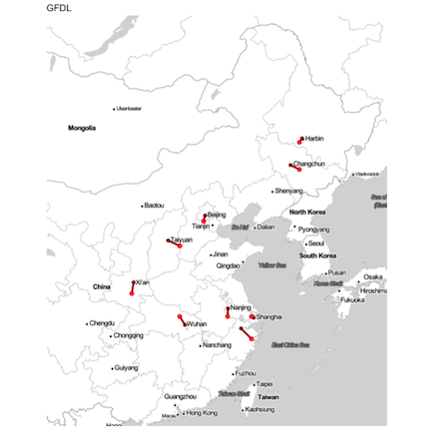 GFDL
Ulaanbaatar
Mongolia
Harbin
Changchun
Vladivostok
Shenyang
Sea of
Baotou
North Korea
Beijing
Tianjin
Bo Hai
Dalian
Pyongyang
Taiyuan
Seoul
Jinan
South Korea
Qingdao
Yellow Sea
Pusan
Osaka
Xi'an
China
Korea Strait
Hiroshima
Fukuoka
Nanjing
Shanghai
Chengdu
Wuhan
Chongqing
Nanchang
East China Sea
Guiyang
Fuzhou
Taipei
Guangzhou
Taiwan Strait
Taiwan
Macau
Hong Kong
Kaohsiung